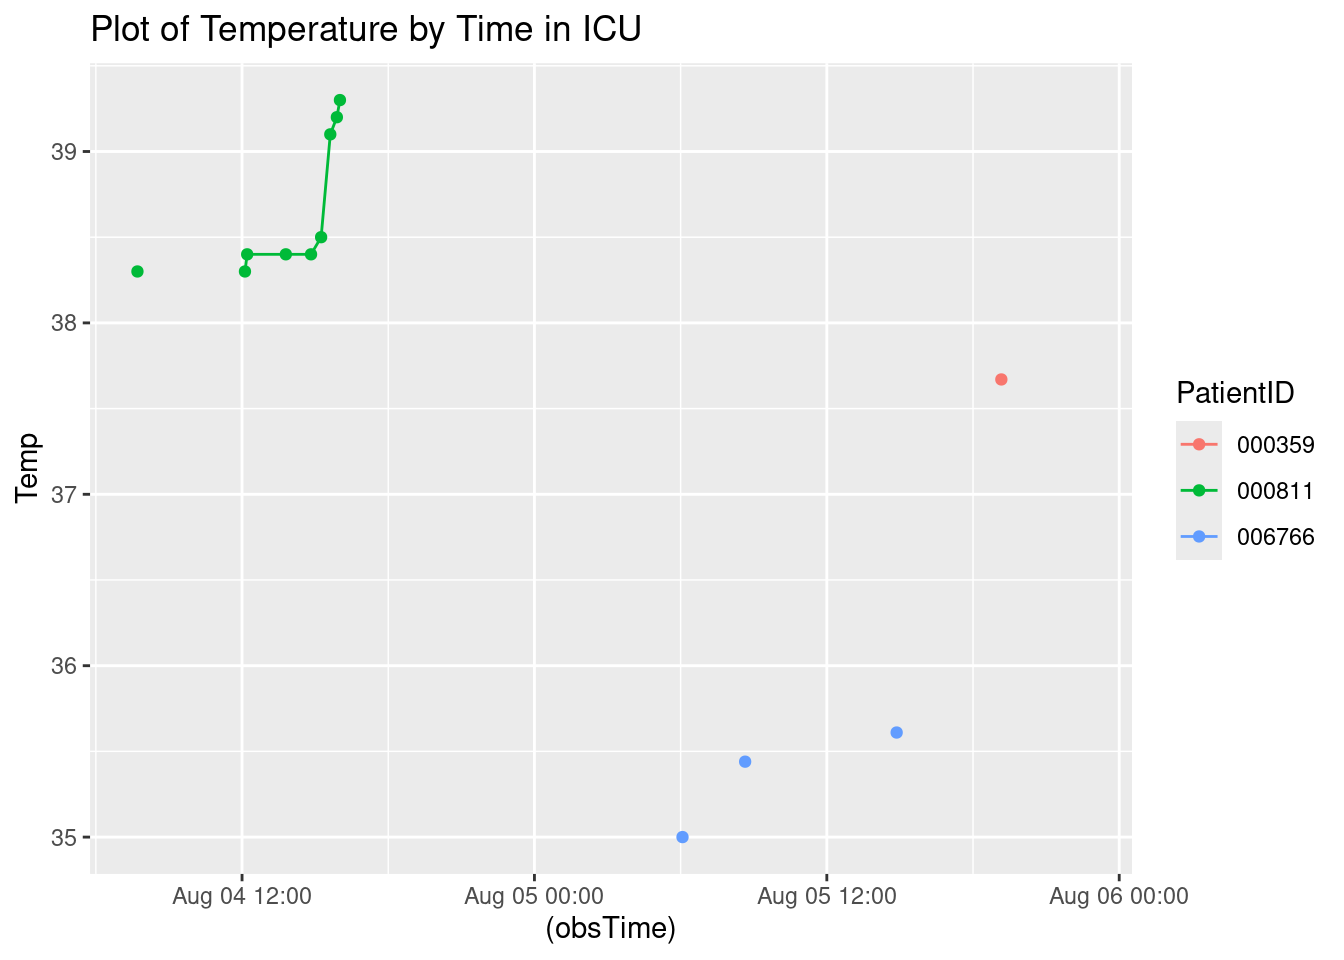 Plot of Temperature by Time in ICU
39
38
37
36
35
Temp
Aug 04 12:00
Aug 05 00:00
Aug 05 12:00
Aug 06 00:00
(obsTime)
PatientID
000359
000811
006766